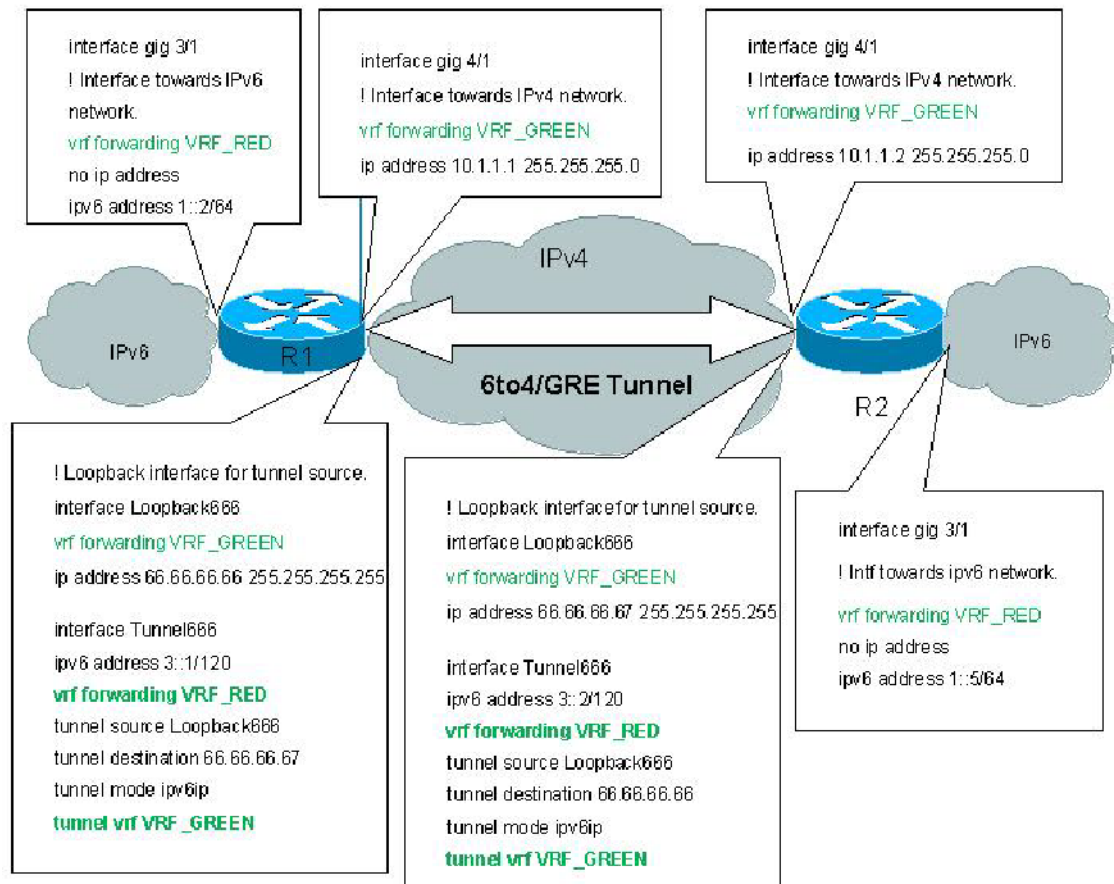 interface gig 3/1
! Interface towards IPv6
network.
vrf forwarding VRF_RED
no ip address
ipv6 address 1::2/64
interface gig 4/1
! Interface towards IPv4 network.
vrf forwarding VRF_GREEN
ip address 10.1.1.1 255.255.255.0
interface gig 4/1
! Interface towards IPv4 network.
vrf forwarding VRF_GREEN
ip address 10.1.1.2 255.255.255.0
IPv4
IPv6
R1
6to4/GRE Tunnel
R2
IPv6
! Loopback interface for tunnel source.
interface Loopback666
vrf forwarding VRF_GREEN
ip address 66.66.66.66 255.255.255.255
interface Tunnel666
ipv6 address 3::1/120
vrf forwarding VRF_RED
tunnel source Loopback666
tunnel destination 66.66.66.67
tunnel mode ipv6ip
tunnel vrf VRF_GREEN
! Loopback interface for tunnel source.
interface Loopback666
vrf forwarding VRF_GREEN
ip address 66.66.66.67 255.255.255.255
interface Tunnel666
ipv6 address 3::2/120
vrf forwarding VRF_RED
tunnel source Loopback666
tunnel destination 66.66.66.66
tunnel mode ipv6ip
tunnel vrf VRF_GREEN
interface gig 3/1
! Intf towards ipv6 network.
vrf forwarding VRF_RED
no ip address
ipv6 address 1::5/64